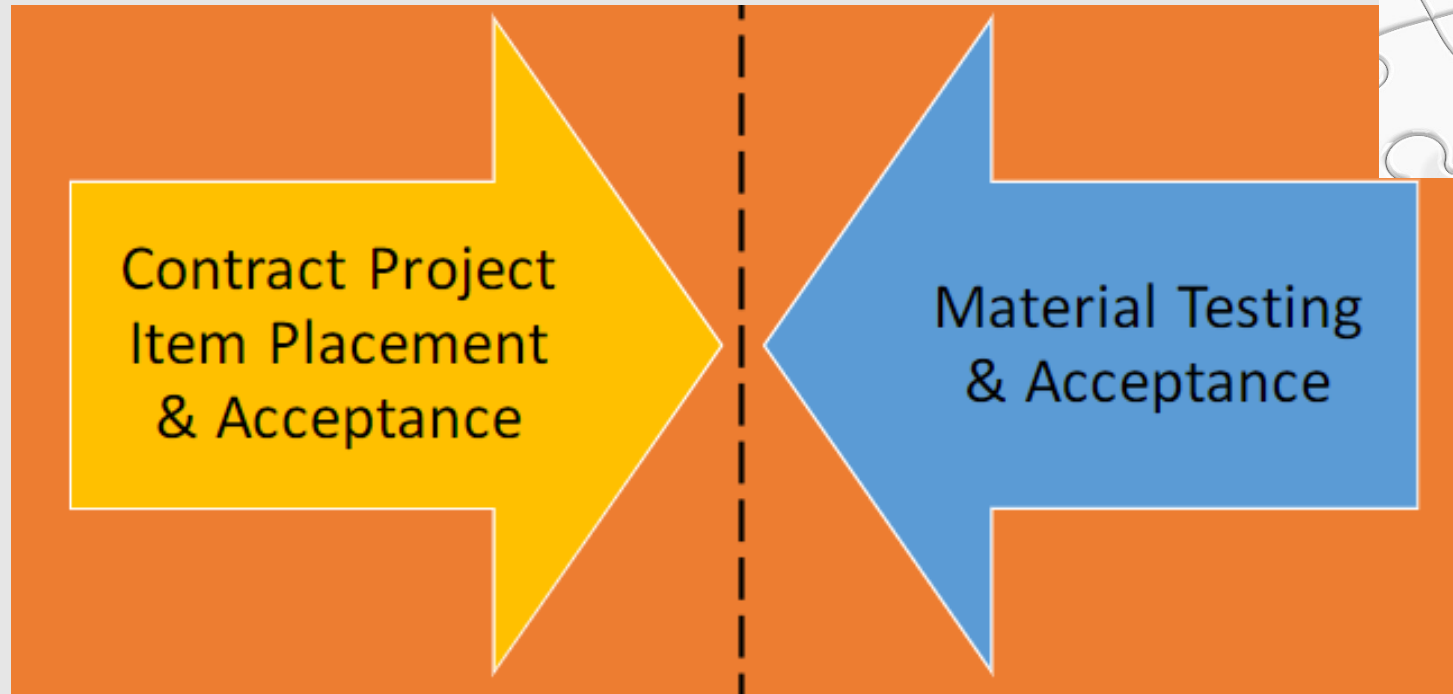 Contract Project
Item Placement
& Acceptance
Material Testing
& Acceptance